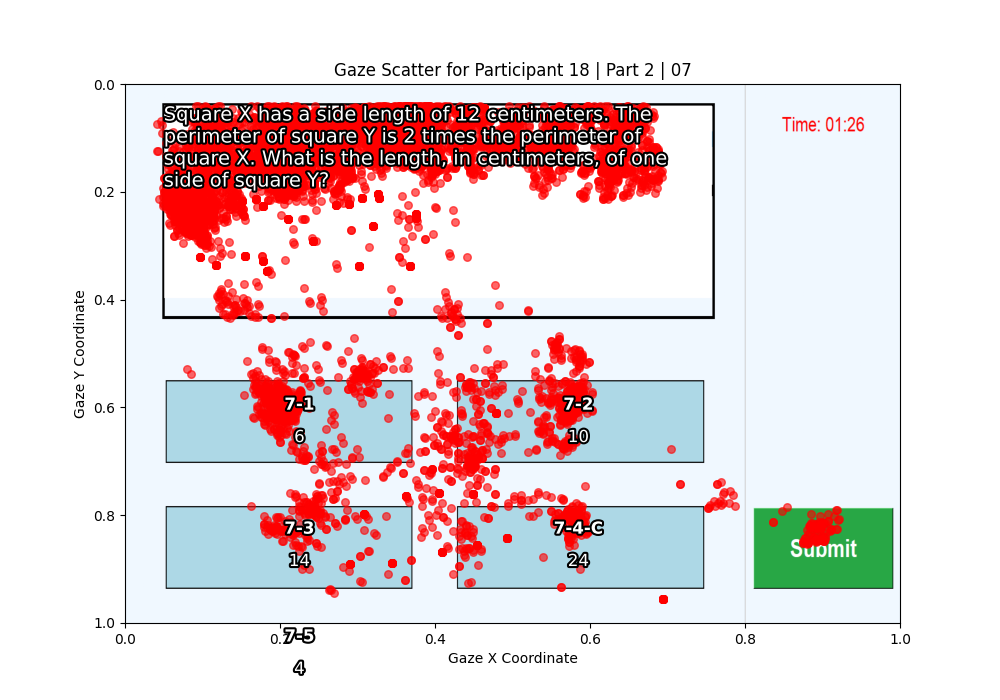 Gaze Scatter for Participant 18 | Part 2 | 07
Square X has a side length of 12 centimeters. The
perimeter of square Y is 2 times the perimeter of
square X. What is the length, in centimeters, of one
side of square Y?
Time: 01:26
7-1
6
7-2
10
7-3
14
7-4-C
24
Submit
7-5
4
Gaze X Coordinate
Gaze Y Coordinate
0.0
0.2
0.4
0.6
0.8
1.0
0.0
0.2
0.4
0.6
0.8
1.0